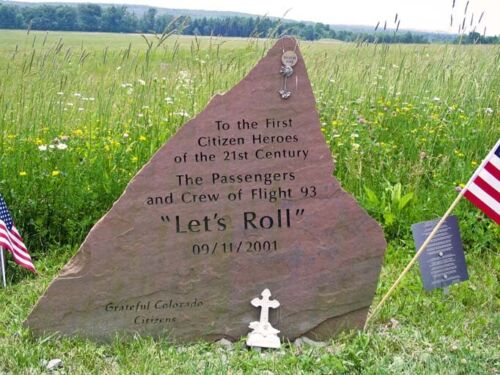 To the First
Citizen Heroes
of the 21st Century
The Passengers
and Crew of Flight 93
"Let's Roll"
09/11/2001
Grateful Colorado
Citizens